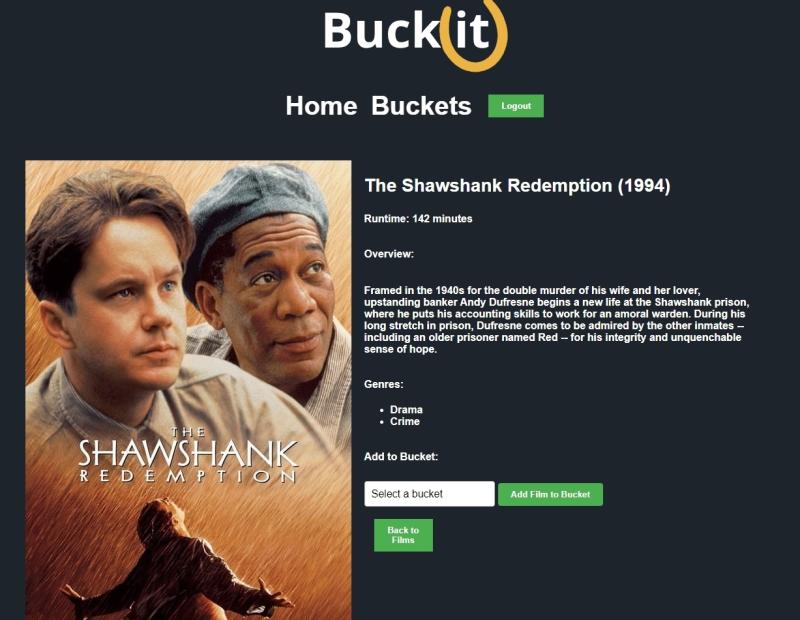 Buckit
Home Buckets Logout
The Shawshank Redemption (1994)
Runtime: 142 minutes
Overview:
Framed in the 1940s for the double murder of his wife and her lover,
upstanding banker Andy Dufresne begins a new life at the Shawshank prison,
where he puts his accounting skills to work for an amoral warden. During his
long stretch in prison, Dufresne comes to be admired by the other inmates --
including an older prisoner named Red -- for his integrity and unquenchable
sense of hope.
Genres:
• Drama
• Crime
Add to Bucket:
Select a bucket Add Film to Bucket
Back to
Films
THE
SHAWSHANK
REDEMPTION